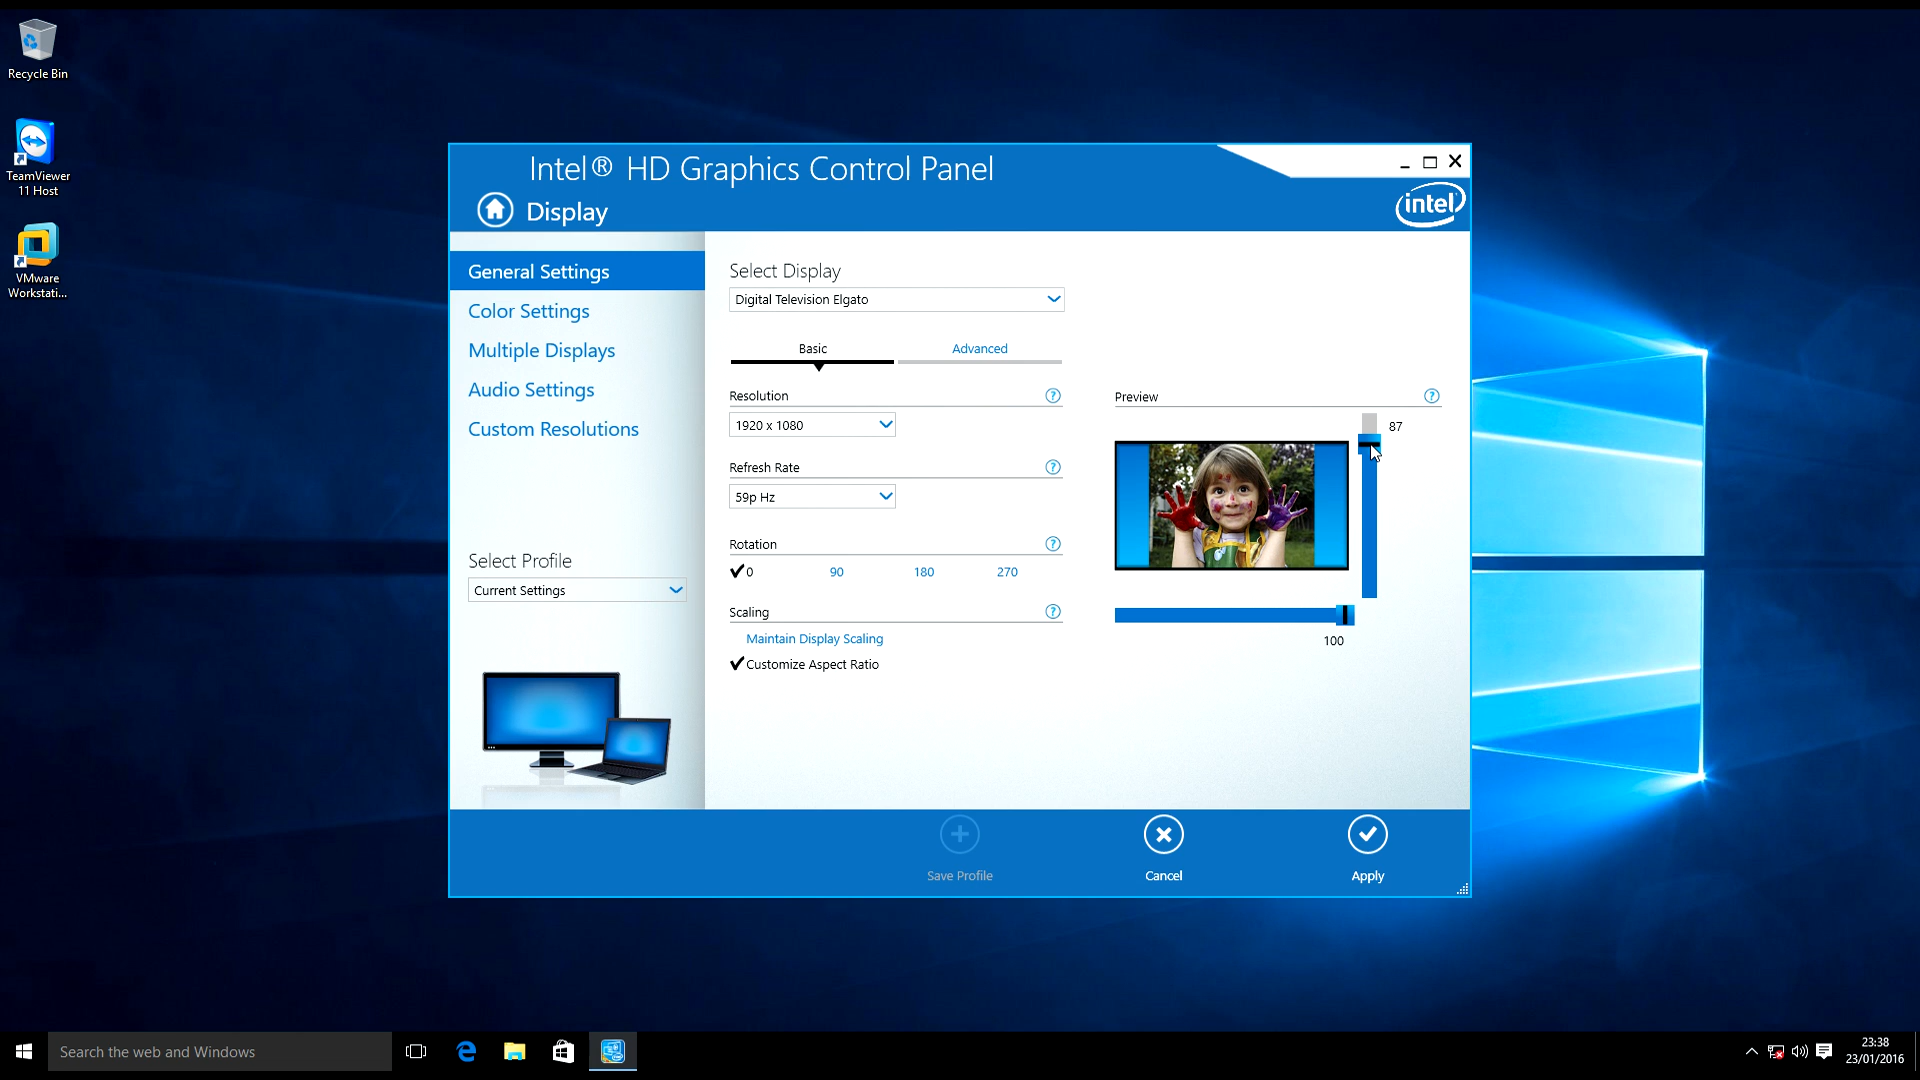 Recycle Bin
TeamViewer
11 Host
VMware
Workstati...
Intel® HD Graphics Control Panel
Display
intel
General Settings
Color Settings
Multiple Displays
Audio Settings
Custom Resolutions
Select Profile
Current Settings
Select Display
Digital Television Elgato
Basic
Advanced
Resolution
?
1920 x 1080
Refresh Rate
?
59p Hz
Rotation
?
0
90
180
270
Scaling
?
Maintain Display Scaling
Customize Aspect Ratio
Preview
?
87
100
Save Profile
Cancel
Apply
Search the web and Windows
23:38
23/01/2016